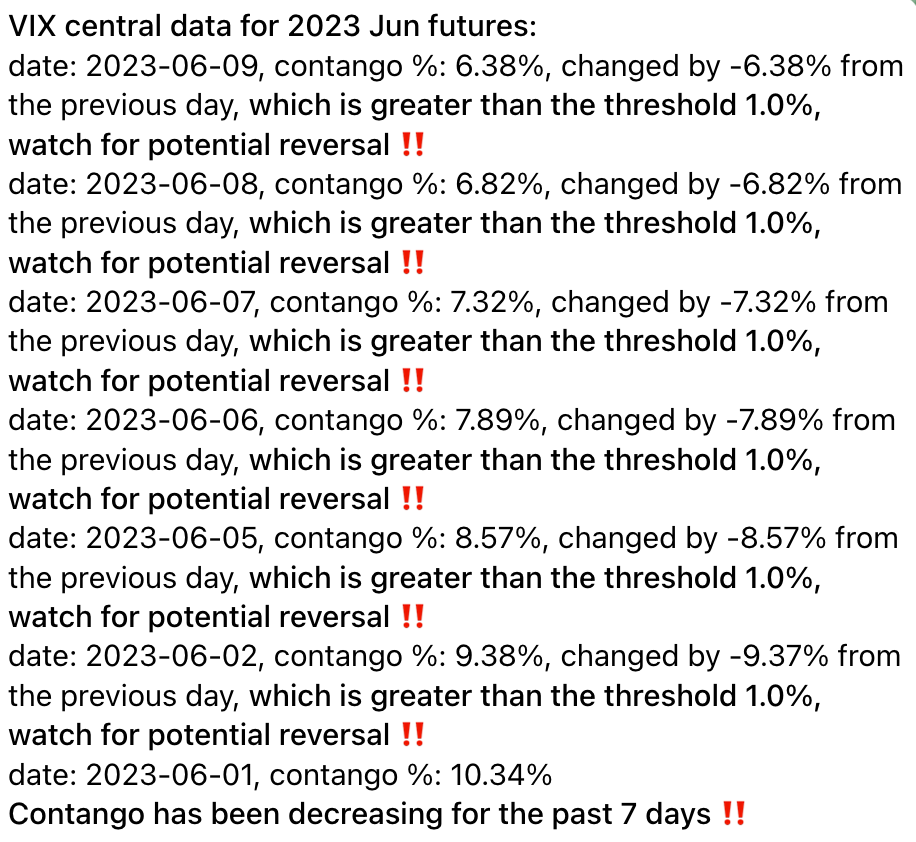 VIX central data for 2023 Jun futures:
date: 2023-06-09, contango %: 6.38%, changed by -6.38% from
the previous day, which is greater than the threshold 1.0%,
watch for potential reversal ‼️
date: 2023-06-08, contango %: 6.82%, changed by -6.82% from
the previous day, which is greater than the threshold 1.0%,
watch for potential reversal ‼️
date: 2023-06-07, contango %: 7.32%, changed by -7.32% from
the previous day, which is greater than the threshold 1.0%,
watch for potential reversal ‼️
date: 2023-06-06, contango %: 7.89%, changed by -7.89% from
the previous day, which is greater than the threshold 1.0%,
watch for potential reversal ‼️
date: 2023-06-05, contango %: 8.57%, changed by -8.57% from
the previous day, which is greater than the threshold 1.0%,
watch for potential reversal ‼️
date: 2023-06-02, contango %: 9.38%, changed by -9.37% from
the previous day, which is greater than the threshold 1.0%,
watch for potential reversal ‼️
date: 2023-06-01, contango %: 10.34%
Contango has been decreasing for the past 7 days ‼️